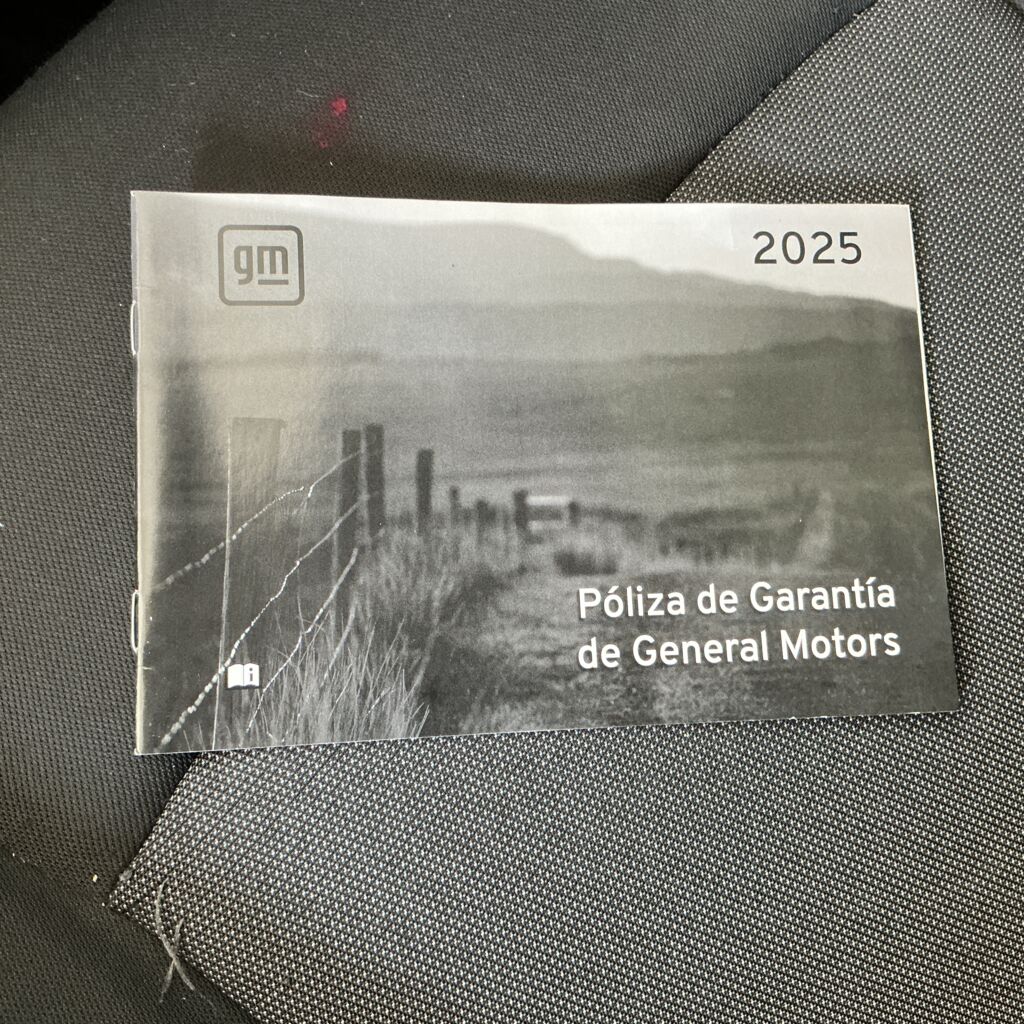 gm
2025
Póliza de Garantía
de General Motors